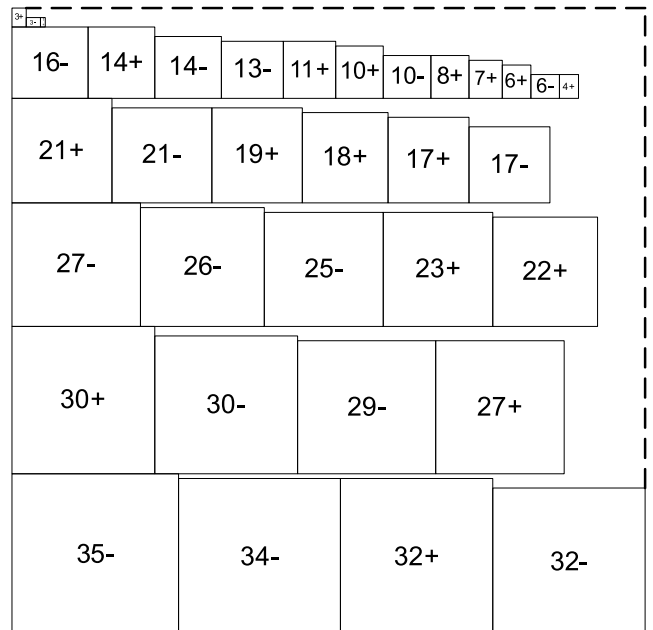 3+ 3-
16- 14+ 14- 13- 11+ 10+ 10- 8+ 7+ 6+ 6- 4+
21+ 21- 19+ 18+ 17+ 17-
27- 26- 25- 23+ 22+
30+ 30- 29- 27+
35- 34- 32+ 32-